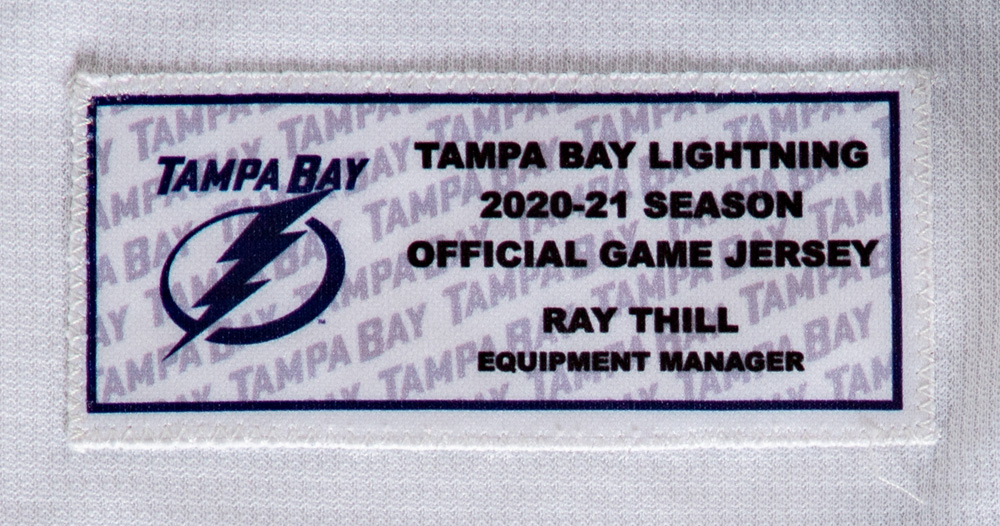 TAMPA BAY
TAMPA BAY LIGHTNING
2020-21 SEASON
OFFICIAL GAME JERSEY
RAY THILL
EQUIPMENT MANAGER